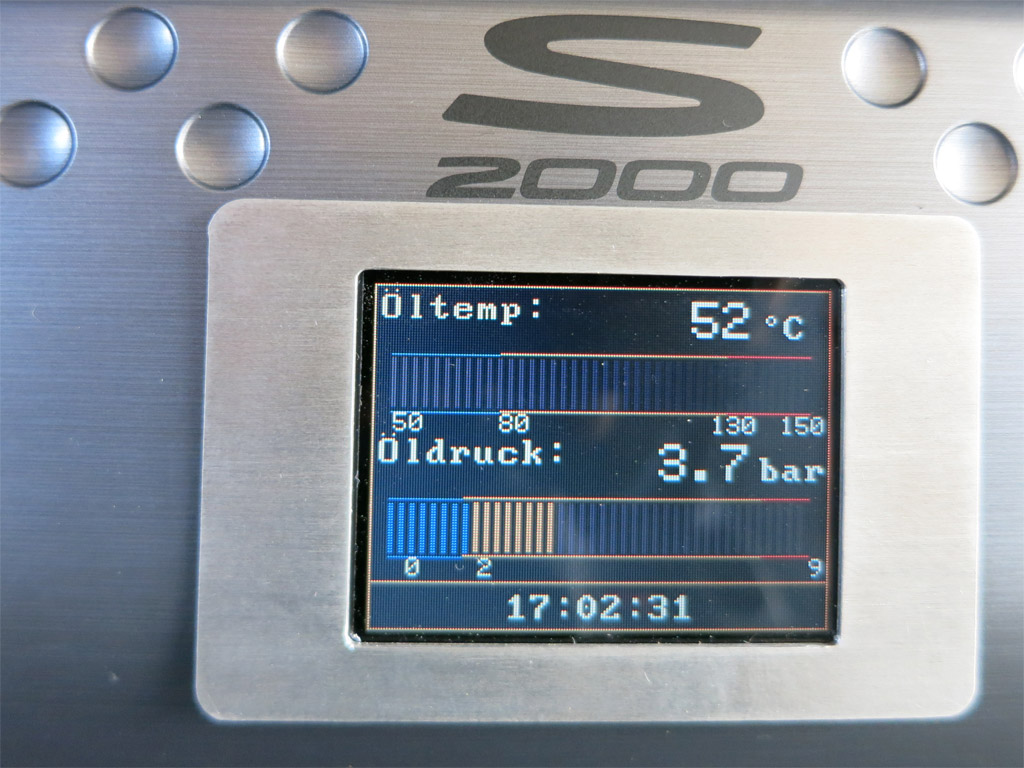 S
2000
Öltemp: 52 °C
50 80 130 150
Öldruck: 3.7 bar
0 2 9
17:02:31